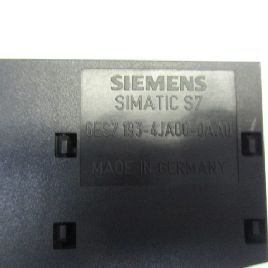 SIEMENS
SIMATIC S7
6ES7 193-4JA00-0AA0
MADE IN GERMANY